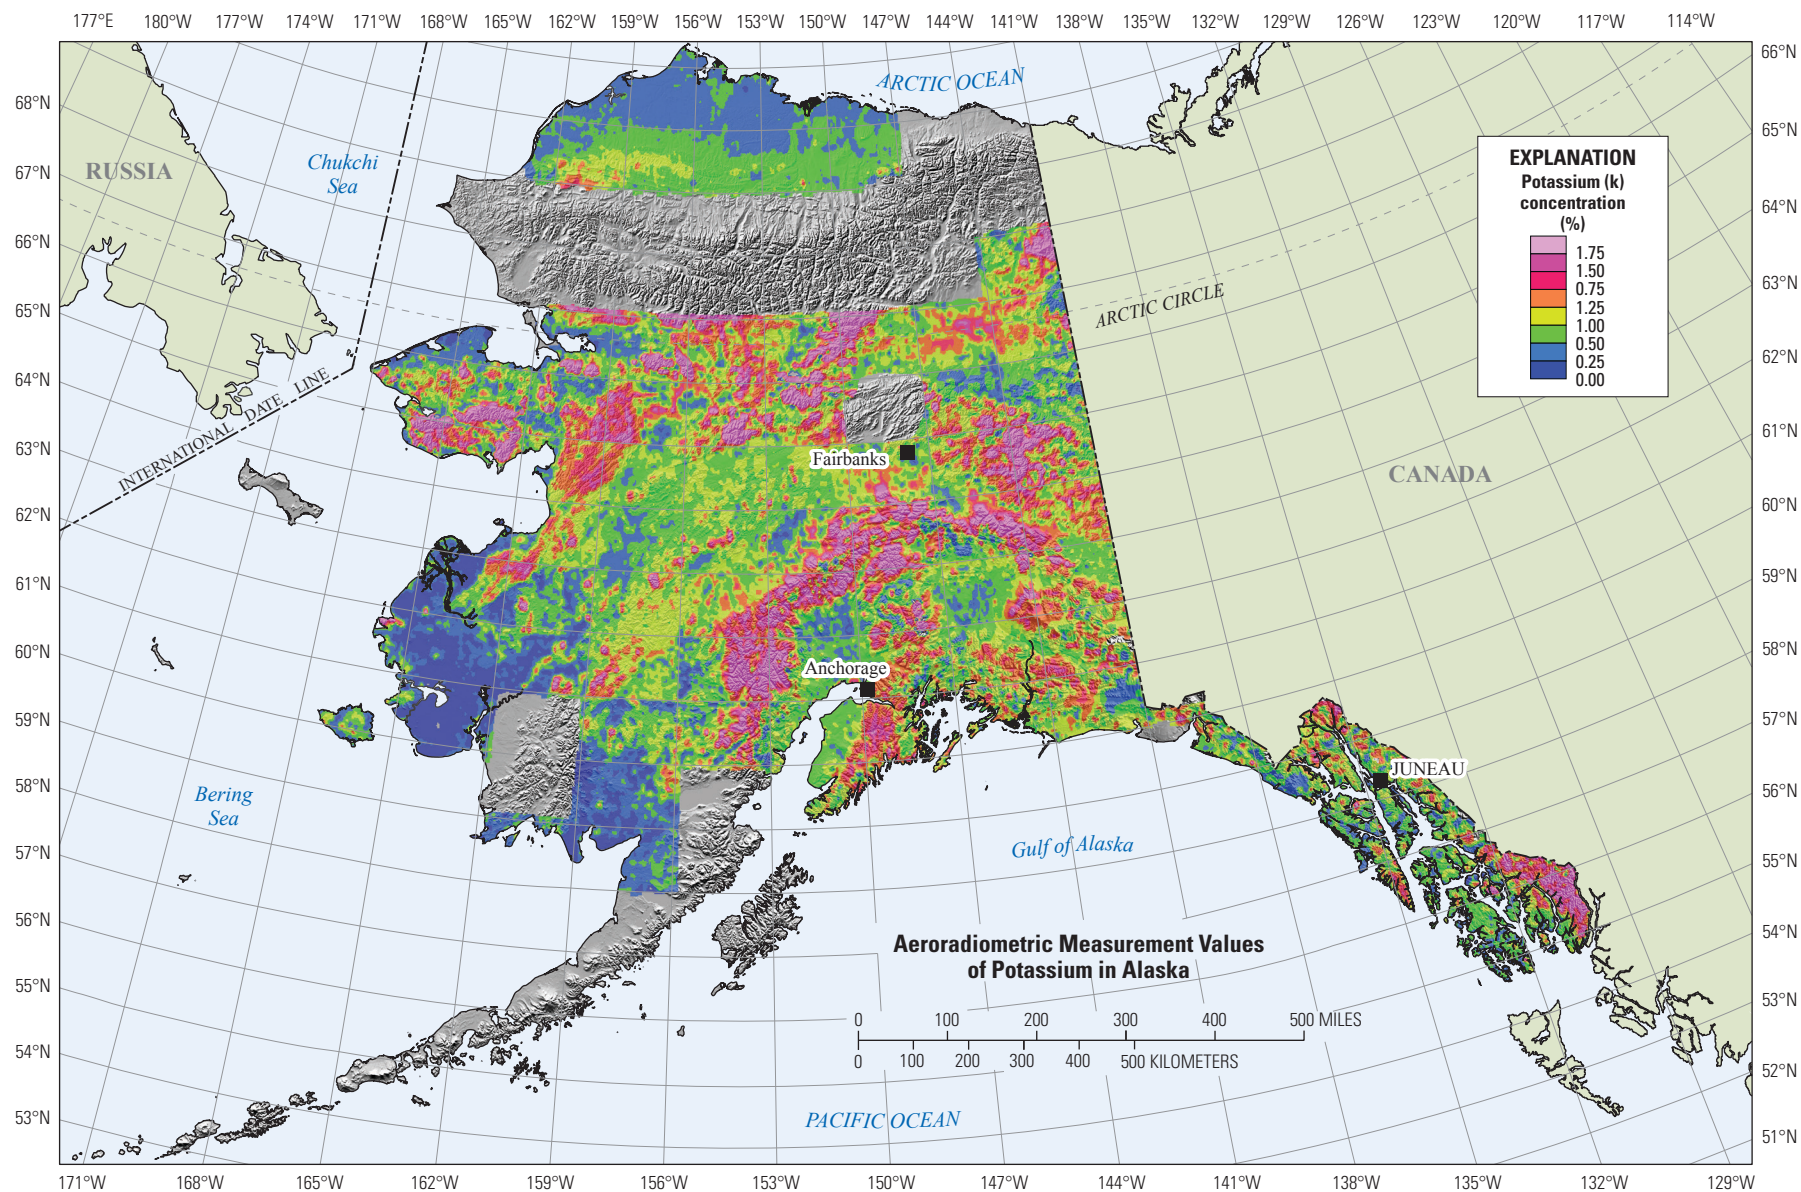 177°E 180°W 177°W 174°W 171°W 168°W 165°W 162°W 159°W 156°W 153°W 150°W 147°W 144°W 141°W 138°W 135°W 132°W 129°W 126°W 123°W 120°W 117°W 114°W
66°N
65°N
64°N
63°N
62°N
61°N
60°N
59°N
58°N
57°N
56°N
55°N
54°N
53°N
52°N
51°N
68°N
67°N
66°N
65°N
64°N
63°N
62°N
61°N
60°N
59°N
58°N
57°N
56°N
55°N
54°N
53°N
ARCTIC OCEAN
RUSSIA
Chukchi
Sea
EXPLANATION
Potassium (k)
concentration
(%)
1.75
1.50
0.75
1.25
1.00
0.50
0.25
0.00
ARCTIC CIRCLE
INTERNATIONAL DATE LINE
Fairbanks
CANADA
Anchorage
JUNEAU
Bering
Sea
Gulf of Alaska
Aeroradiometric Measurement Values
of Potassium in Alaska
0 100 200 300 400 500 MILES
0 100 200 300 400 500 KILOMETERS
PACIFIC OCEAN
171°W 168°W 165°W 162°W 159°W 156°W 153°W 150°W 147°W 144°W 141°W 138°W 135°W 132°W 129°W